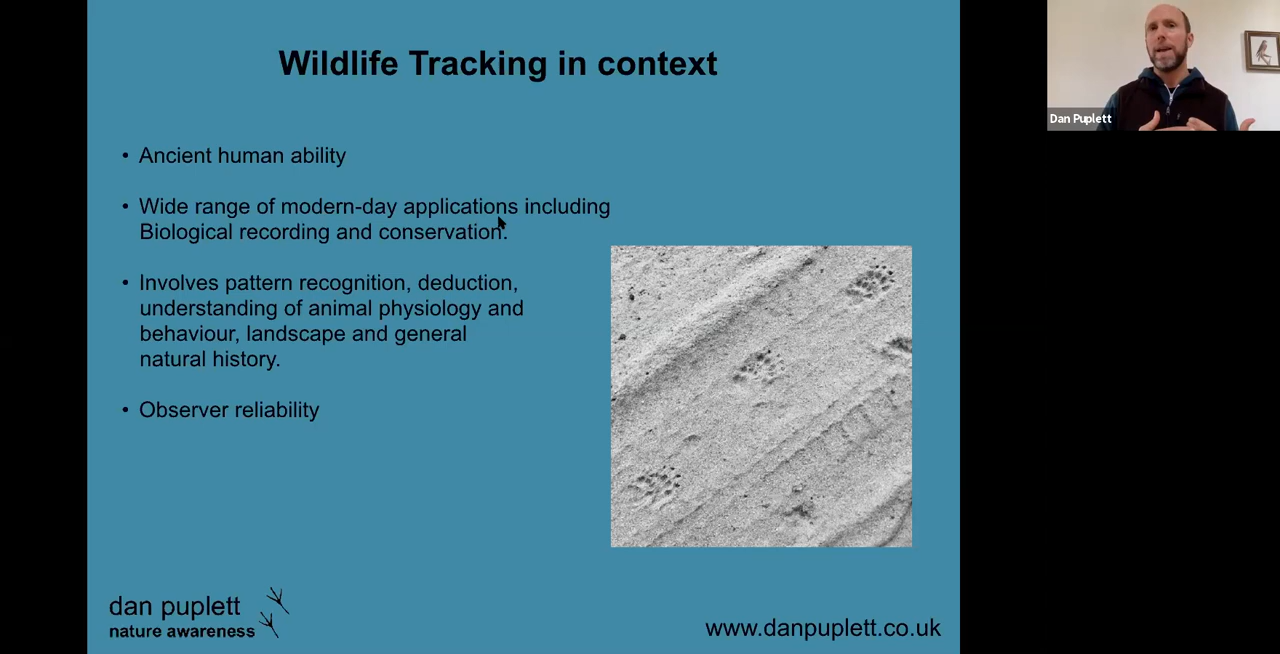 Wildlife Tracking in context
• Ancient human ability
• Wide range of modern-day applications including
Biological recording and conservation.
• Involves pattern recognition, deduction,
understanding of animal physiology and
behaviour, landscape and general
natural history.
• Observer reliability
dan puplett
nature awareness
www.danpuplett.co.uk
Dan Puplett